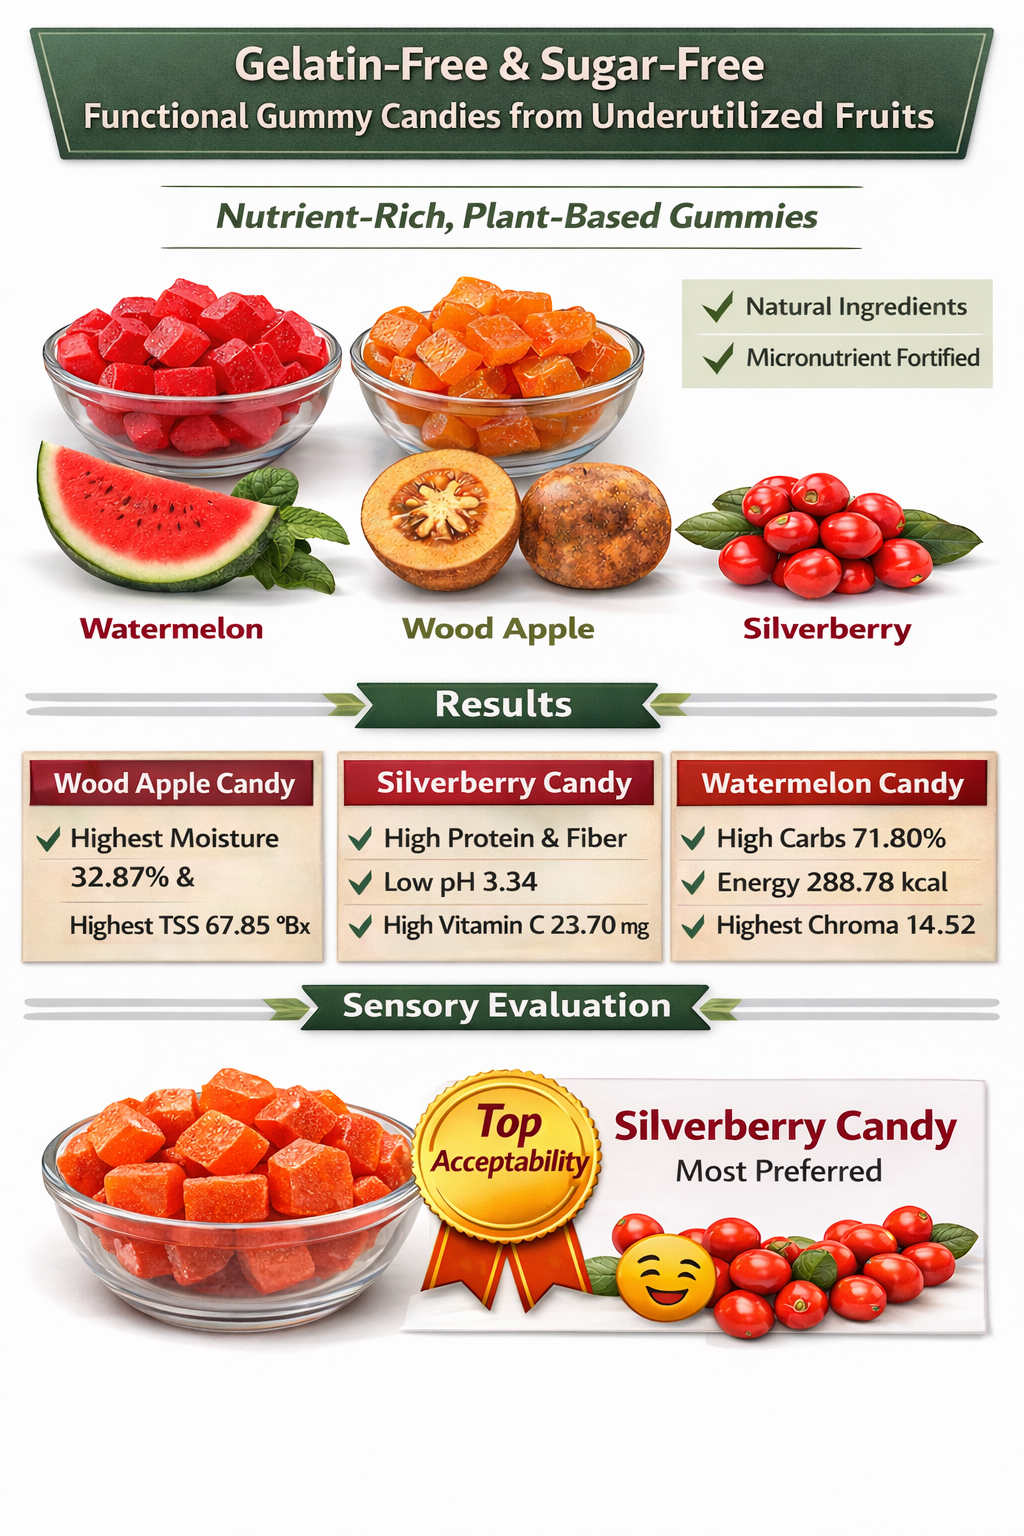 Gelatin-Free & Sugar-Free
Functional Gummy Candies from Underutilized Fruits
Nutrient-Rich, Plant-Based Gummies
Natural Ingredients
Micronutrient Fortified
Watermelon
Wood Apple
Silverberry
Results
Wood Apple Candy
Highest Moisture
32.87% &
Highest TSS 67.85 °Bx
Silverberry Candy
High Protein & Fiber
Low pH 3.34
High Vitamin C 23.70 mg
Watermelon Candy
High Carbs 71.80%
Energy 288.78 kcal
Highest Chroma 14.52
Sensory Evaluation
Top
Acceptability
Silverberry Candy
Most Preferred